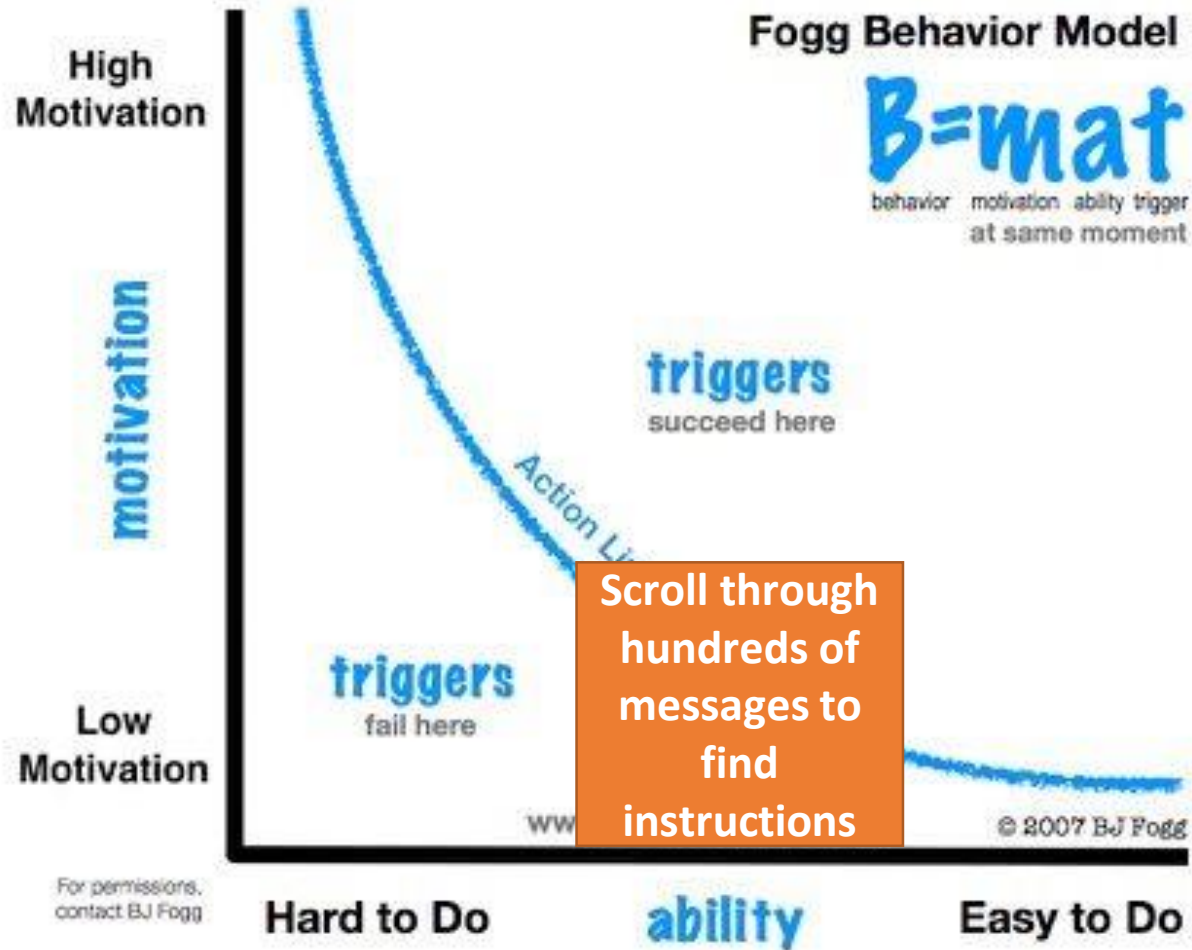 Fogg Behavior Model
High
Motivation
B=mat
behavior motivation ability trigger
at same moment
motivation
triggers
succeed here
Action Li
Scroll through
hundreds of
messages to
find
instructions
triggers
fail here
Low
Motivation
ww
© 2007 BJ Fogg
For permissions,
contact BJ Fogg
Hard to Do
ability
Easy to Do